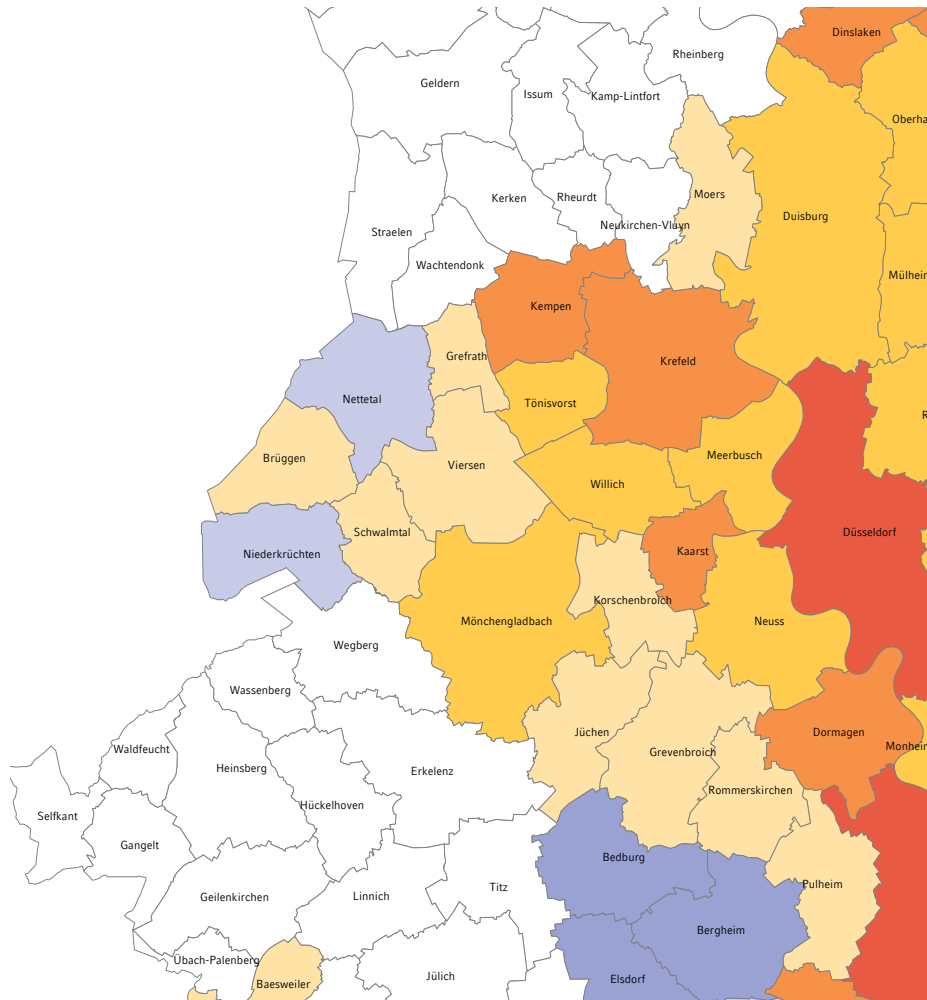 Dinslaken
Rheinberg
Geldern
Issum
Kamp-Lintfort
Oberha
Moers
Kerken
Rheurdt
Duisburg
Neukirchen-Vluyn
Straelen
Wachtendonk
Mülheim
Kempen
Grefrath
Krefeld
Nettetal
Tönisvorst
R
Brüggen
Viersen
Meerbusch
Willich
Schwalmtal
Düsseldorf
Niederkrüchten
Kaarst
Korschenbroich
Mönchengladbach
Neuss
Wegberg
Wassenberg
Jüchen
Dormagen
Waldfeucht
Grevenbroich
Monheim
Heinsberg
Erkelenz
Rommerskirchen
Hückelhoven
Selfkant
Gangelt
Bedburg
Pulheim
Titz
Geilenkirchen
Linnich
Bergheim
Übach-Palenberg
Jülich
Elsdorf
Baesweiler